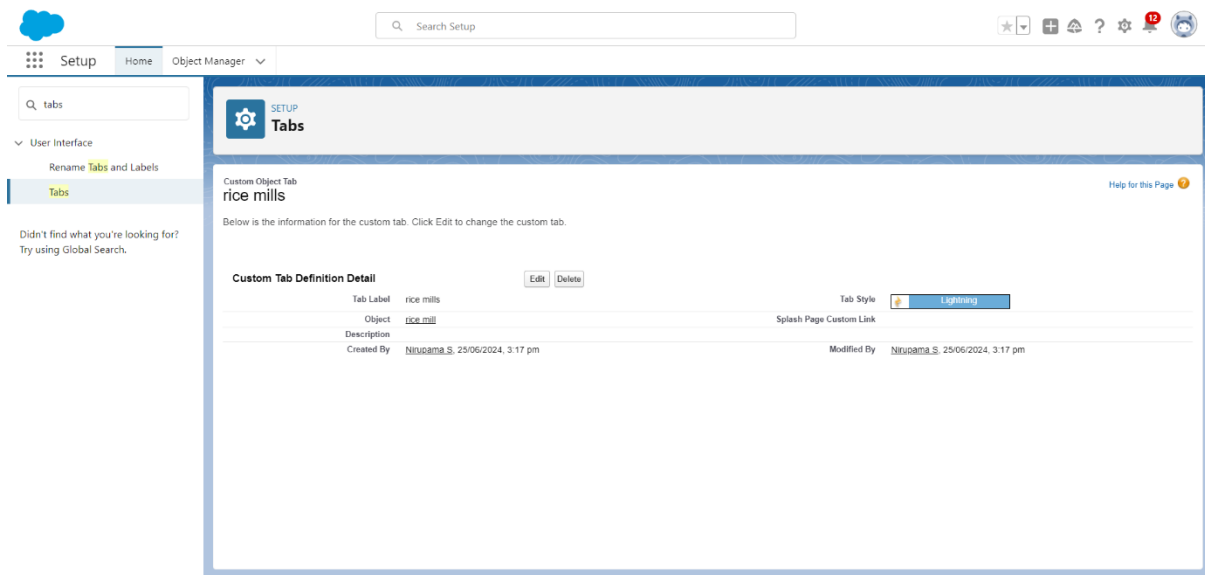 Search Setup
12
Setup Home Object Manager
tabs
User Interface
Rename Tabs and Labels
Tabs
Didn't find what you're looking for?
Try using Global Search.
SETUP
Tabs
Custom Object Tab
rice mills
Help for this Page
Below is the information for the custom tab. Click Edit to change the custom tab.
Custom Tab Definition Detail Edit Delete
Tab Label rice mills Tab Style Lightning
Object rice mill Splash Page Custom Link
Description
Created By Nirupama S, 25/06/2024, 3:17 pm Modified By Nirupama S, 25/06/2024, 3:17 pm